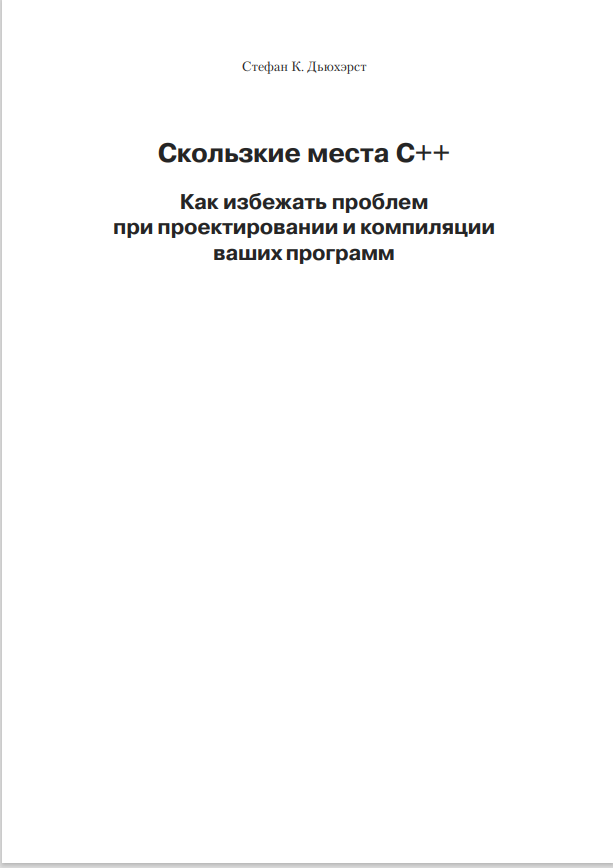 Стефан К. Дьюхэрст
Скользкие места C++
Как избежать проблем
при проектировании и компиляции
ваших программ